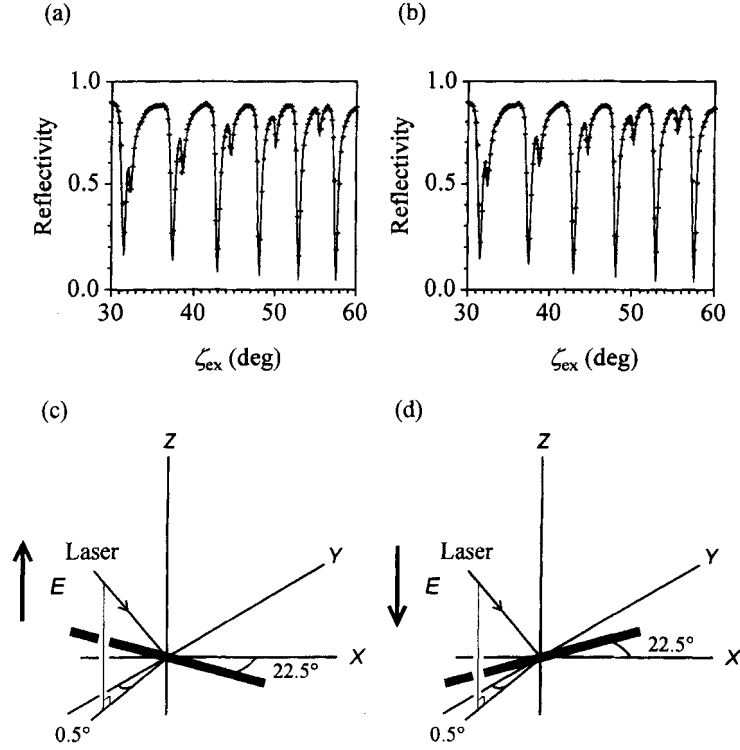 (a)
(b)
1.0
0.5
0.0
Reflectivity
30 40 50 60
ζex (deg)
1.0
0.5
0.0
Reflectivity
30 40 50 60
ζex (deg)
(c)
(d)
Z
Laser
E
Y
X
22.5°
0.5°
Z
Laser
E
Y
X
22.5°
0.5°